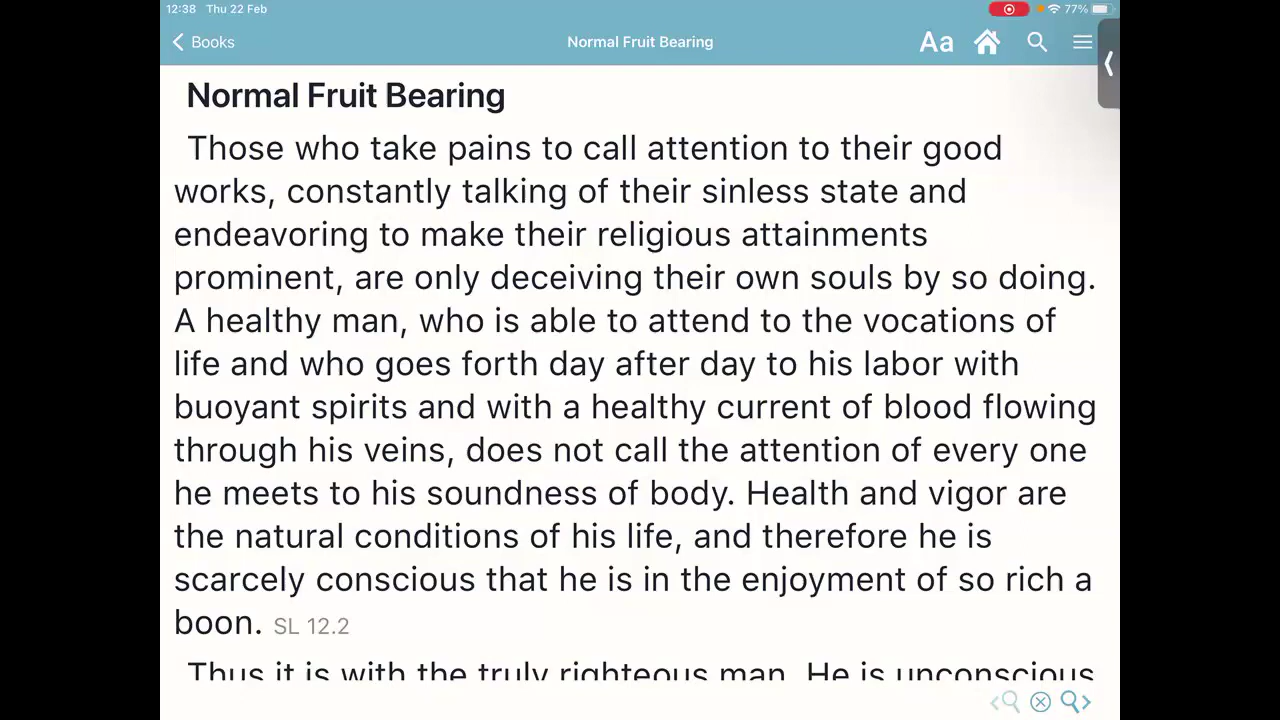 12:38 Thu 22 Feb
77%
Books
Normal Fruit Bearing
Aa
Normal Fruit Bearing
Those who take pains to call attention to their good
works, constantly talking of their sinless state and
endeavoring to make their religious attainments
prominent, are only deceiving their own souls by so doing.
A healthy man, who is able to attend to the vocations of
life and who goes forth day after day to his labor with
buoyant spirits and with a healthy current of blood flowing
through his veins, does not call the attention of every one
he meets to his soundness of body. Health and vigor are
the natural conditions of his life, and therefore he is
scarcely conscious that he is in the enjoyment of so rich a
boon. SL 12.2
Thus it is with the truly righteous man. He is unconscious